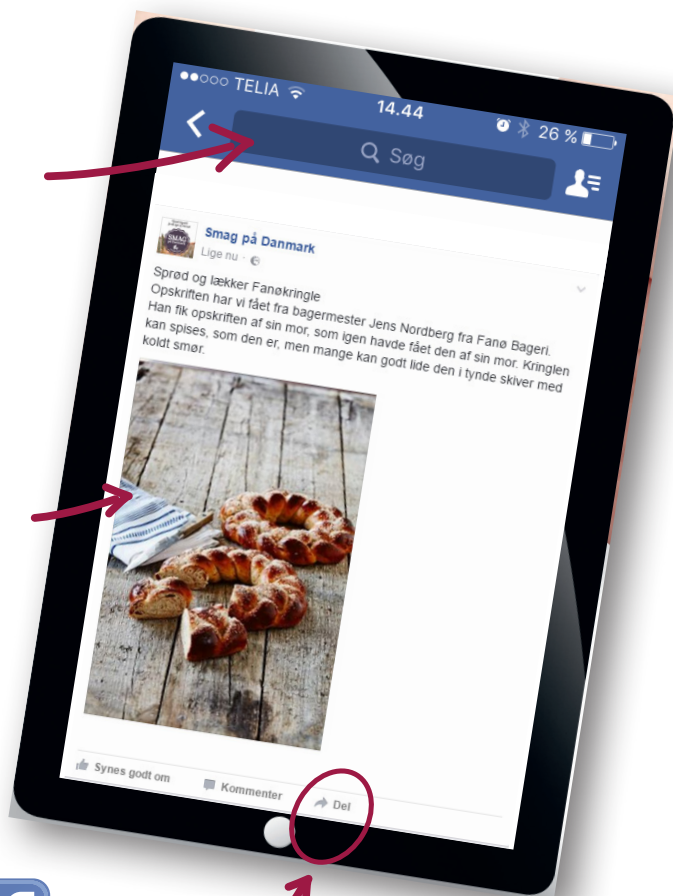 TELIA 14.44 26 %
Søg
SMAG
Smag på Danmark
Lige nu ·
Sprød og lækker Fanøkringle
Opskriften har vi fået fra bagermester Jens Nordberg fra Fanø Bageri.
Han fik opskriften af sin mor, som igen havde fået den af sin mor. Kringlen
kan spises, som den er, men mange kan godt lide den i tynde skiver med
koldt smør.
Synes godt om Kommenter Del